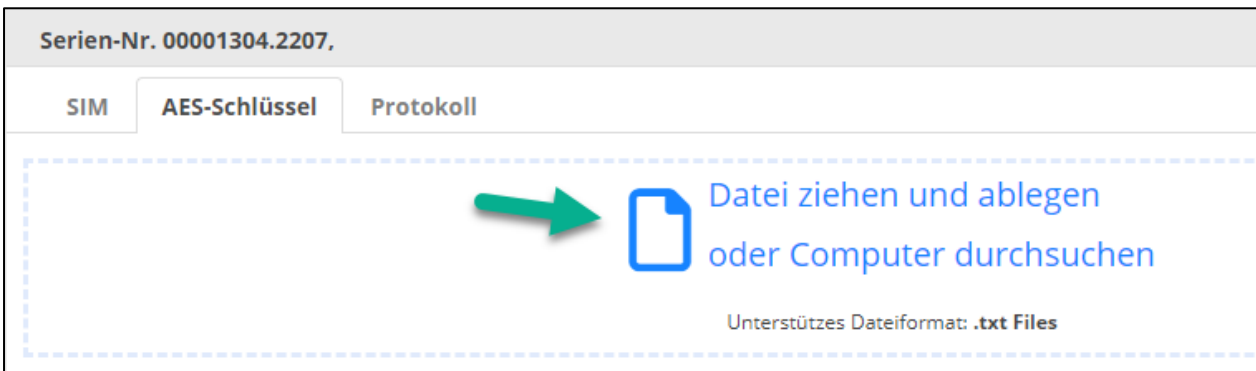 Serien-Nr. 00001304.2207,
SIM AES-Schlüssel Protokoll
Datei ziehen und ablegen
oder Computer durchsuchen
Unterstützes Dateiformat: .txt Files